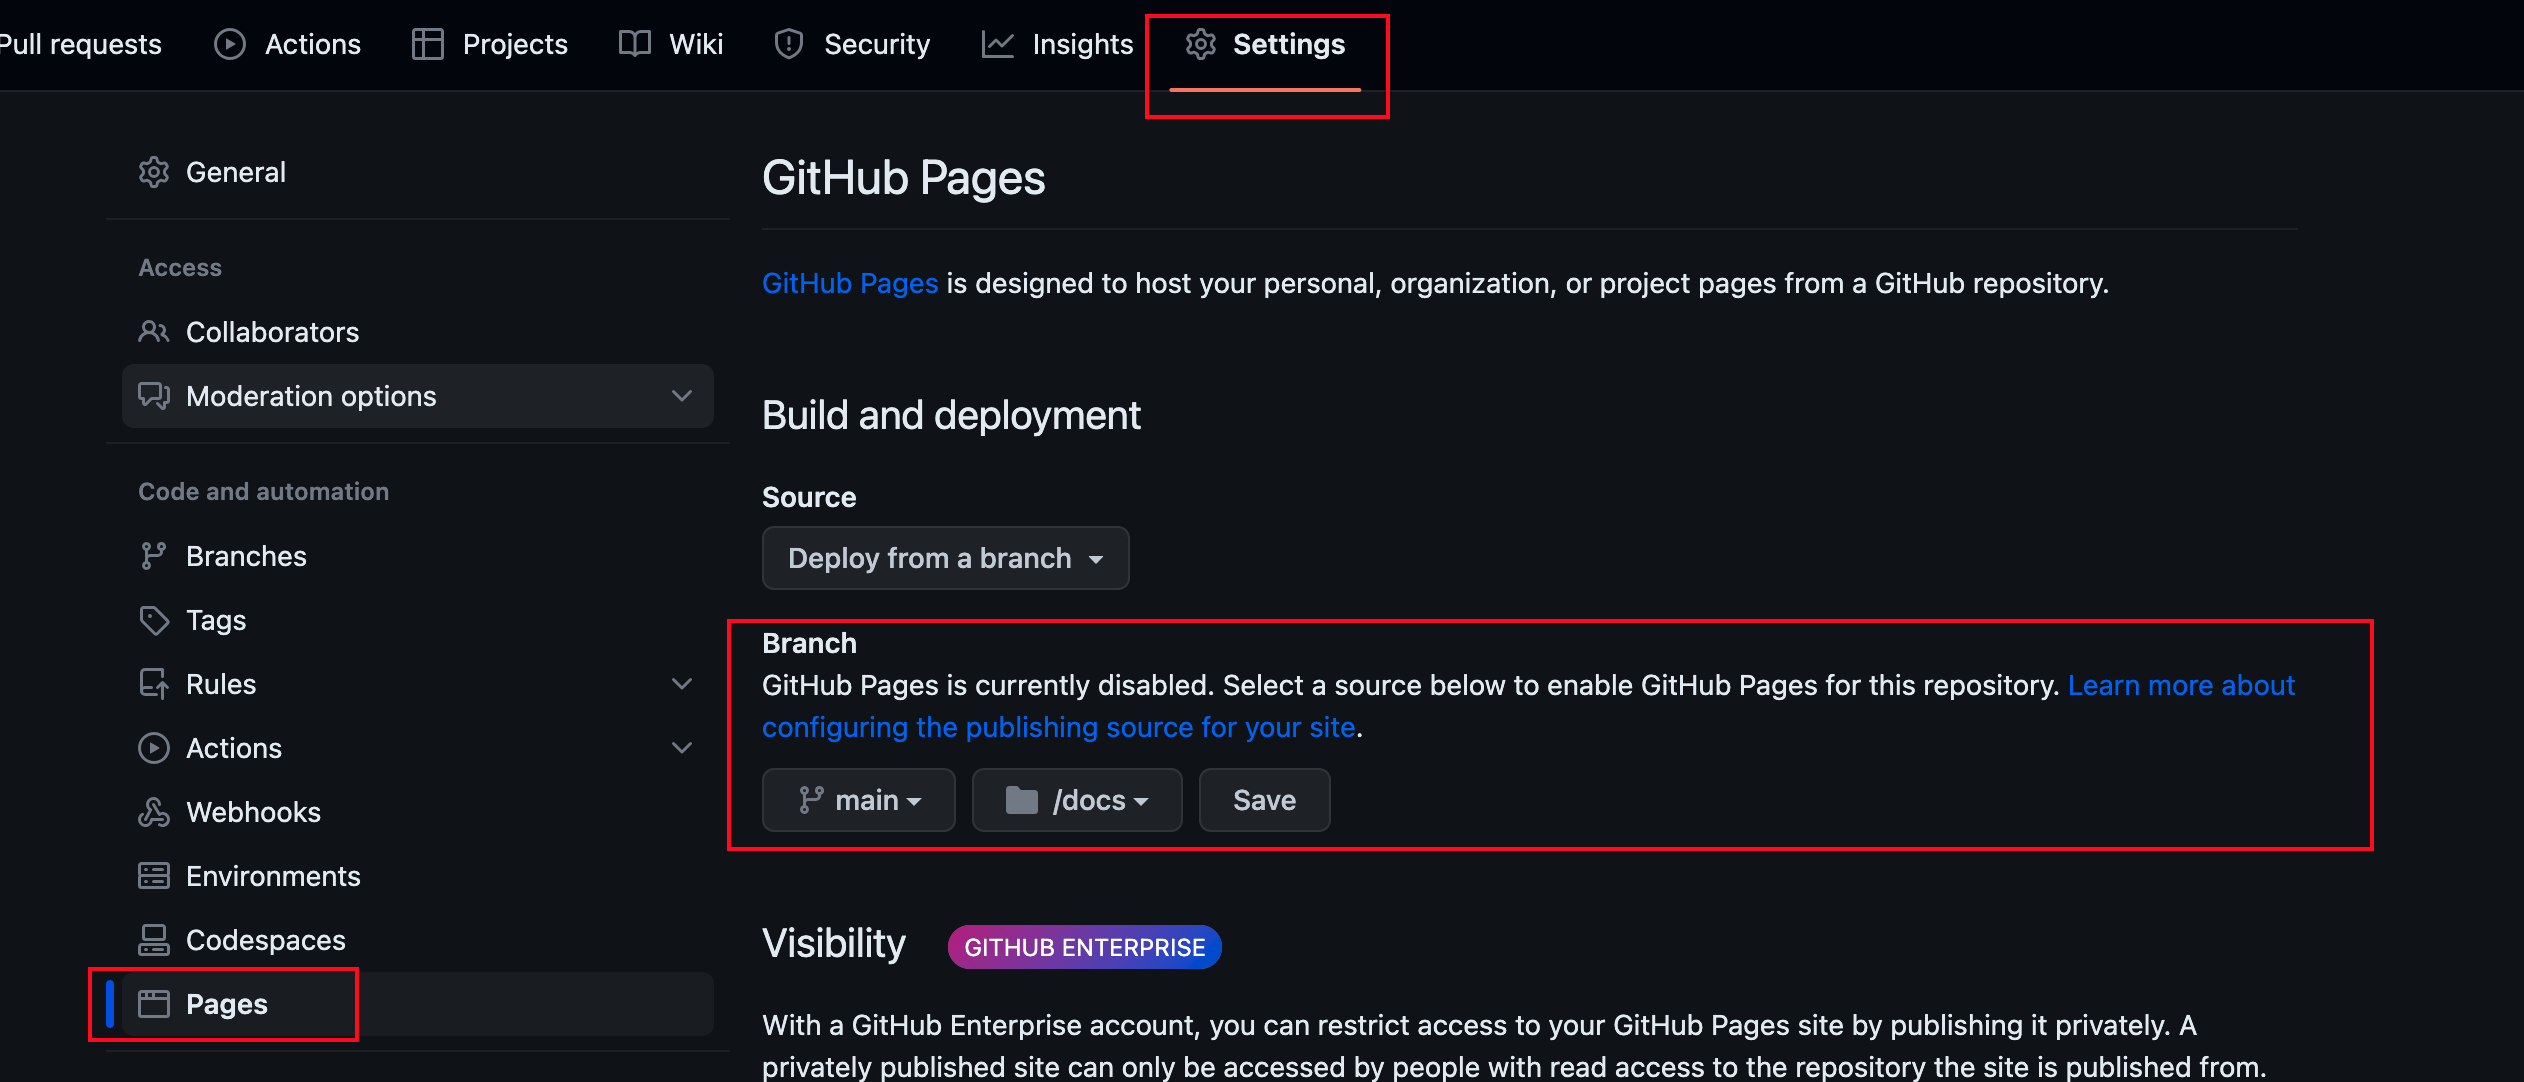 Pull requests
Actions
Projects
Wiki
Security
Insights
Settings
General
Access
Collaborators
Moderation options
Code and automation
Branches
Tags
Rules
Actions
Webhooks
Environments
Codespaces
Pages
GitHub Pages
GitHub Pages is designed to host your personal, organization, or project pages from a GitHub repository.
Build and deployment
Source
Deploy from a branch
Branch
GitHub Pages is currently disabled. Select a source below to enable GitHub Pages for this repository. Learn more about
configuring the publishing source for your site.
main
/docs
Save
Visibility
GITHUB ENTERPRISE
With a GitHub Enterprise account, you can restrict access to your GitHub Pages site by publishing it privately. A
privately published site can only be accessed by people with read access to the repository the site is published from.